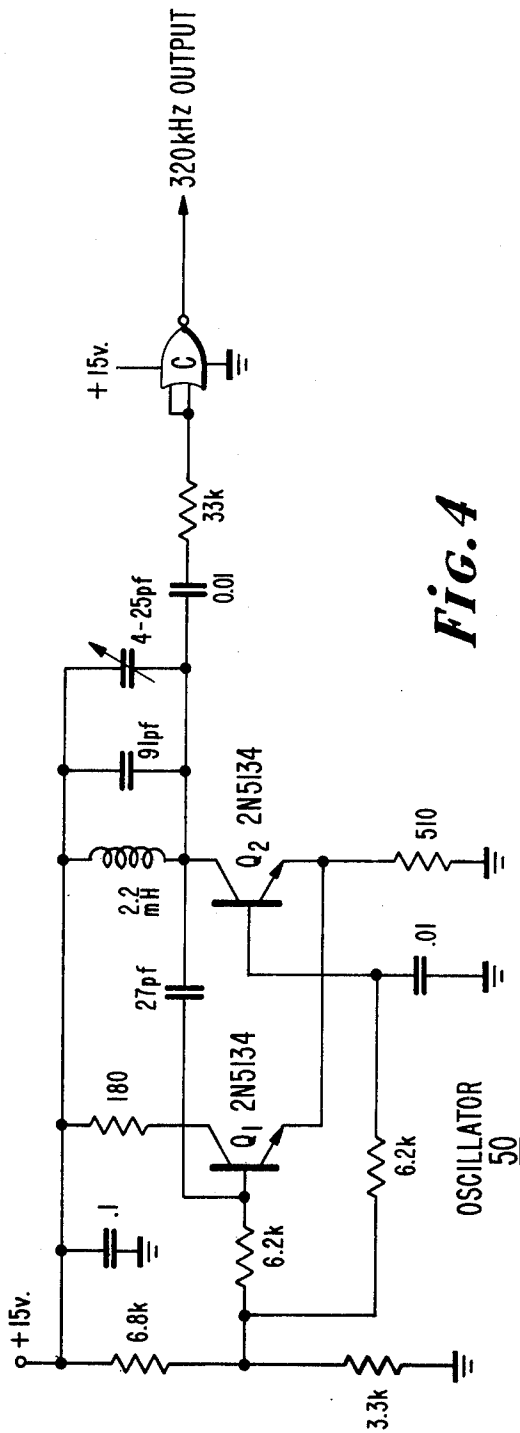 +15v.
.1
180
2.2
mH
91pf
4-25pf
+15v.
6.8k
27pf
0.01
33k
C
320kHz OUTPUT
Q1 2N5134
Q2 2N5134
6.2k
3.3k
6.2k
.01
510
OSCILLATOR
50
FIG. 4